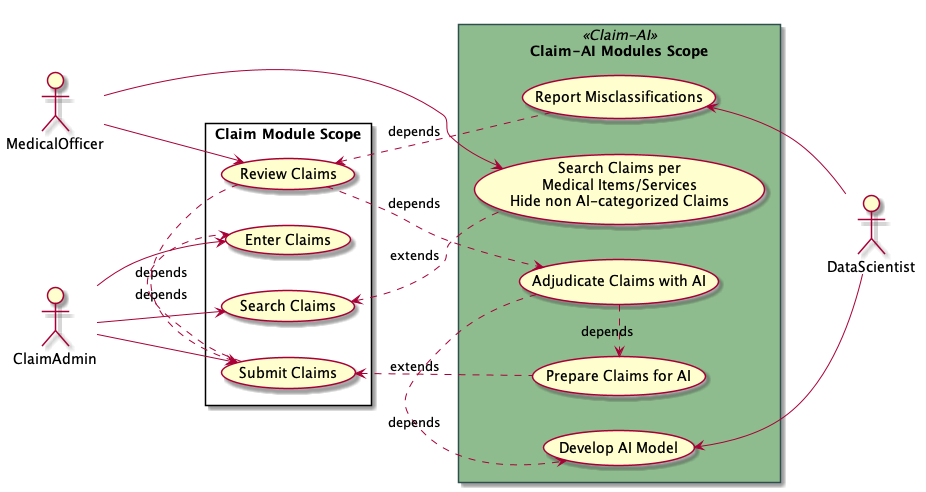 «Claim-AI»
Claim-AI Modules Scope
Report Misclassifications
MedicalOfficer
Claim Module Scope
depends
Review Claims
Search Claims per
Medical Items/Services
Hide non AI-categorized Claims
depends
Enter Claims
extends
DataScientist
depends
Adjudicate Claims with AI
depends
Search Claims
depends
ClaimAdmin
Submit Claims
extends
Prepare Claims for AI
depends
Develop AI Model